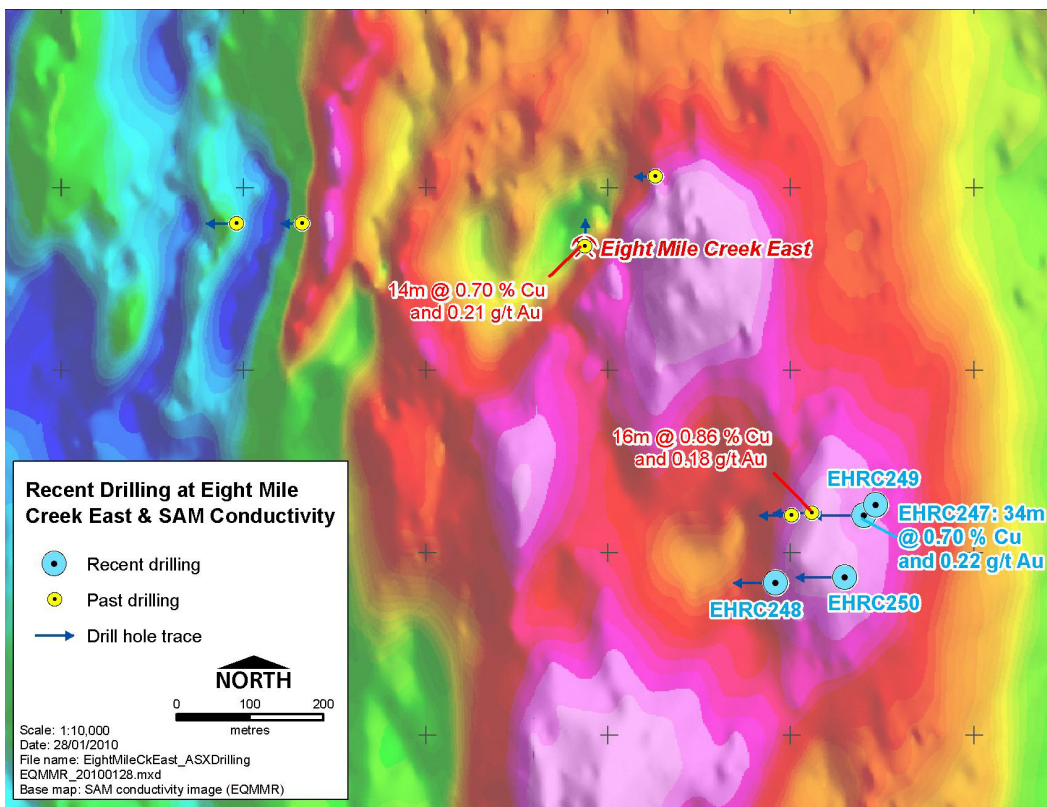 Eight Mile Creek East
14m @ 0.70 % Cu
and 0.21 g/t Au
16m @ 0.86 % Cu
and 0.18 g/t Au
EHRC249
EHRC247: 34m
@ 0.70 % Cu
and 0.22 g/t Au
EHRC248
EHRC250
Recent Drilling at Eight Mile
Creek East & SAM Conductivity
Recent drilling
Past drilling
Drill hole trace
NORTH
0 100 200
metres
Scale: 1:10,000
Date: 28/01/2010
File name: EightMileCkEast_ASXDrilling
EQMMR_20100128.mxd
Base map: SAM conductivity image (EQMMR)